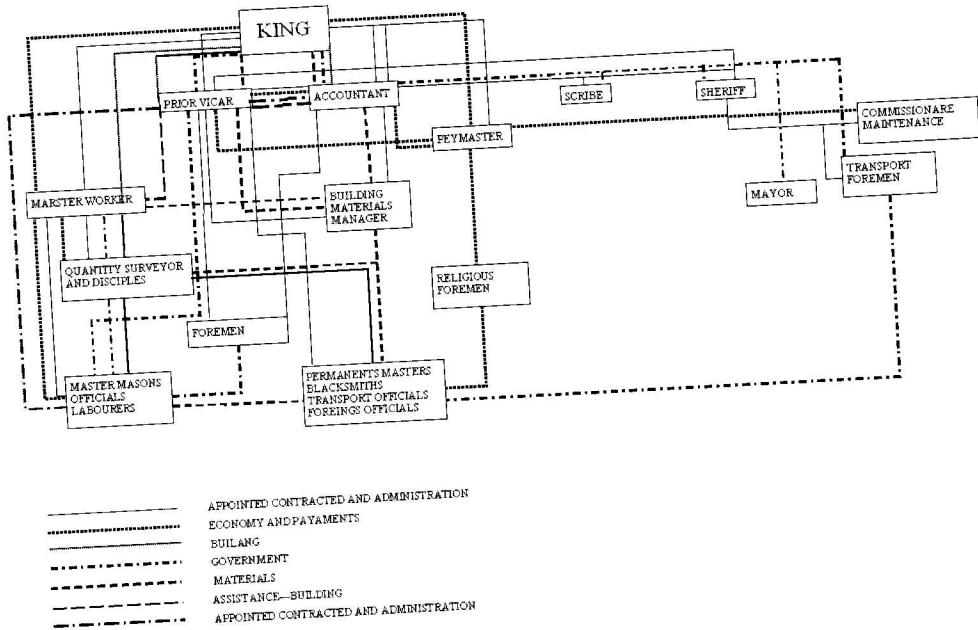 KING
PRIOR VICAR
ACCOUNTANT
SCRIBE
SHERIFF
PEYMASTER
COMMISSIONARE
MAINTENANCE
MARSTER WORKER
BUILDING
MATERIALS
MANAGER
MAYOR
TRANSPORT
FOREMEN
QUANTITY SURVEYOR
AND DISCIPLES
RELIGIOUS
FOREMEN
FOREMEN
MASTER MASONS
OFFICIALS
LABOURERS
PERMANENTS MASTERS
BLACKSMITHS
TRANSPORT OFFICIALS
FOREINGS OFFICIALS
APPOINTED CONTRACTED AND ADMINISTRATION
ECONOMY AND PAYAMENTS
BUILANG
GOVERNMENT
MATERIALS
ASSISTANCE—BUILDING
APPOINTED CONTRACTED AND ADMINISTRATION